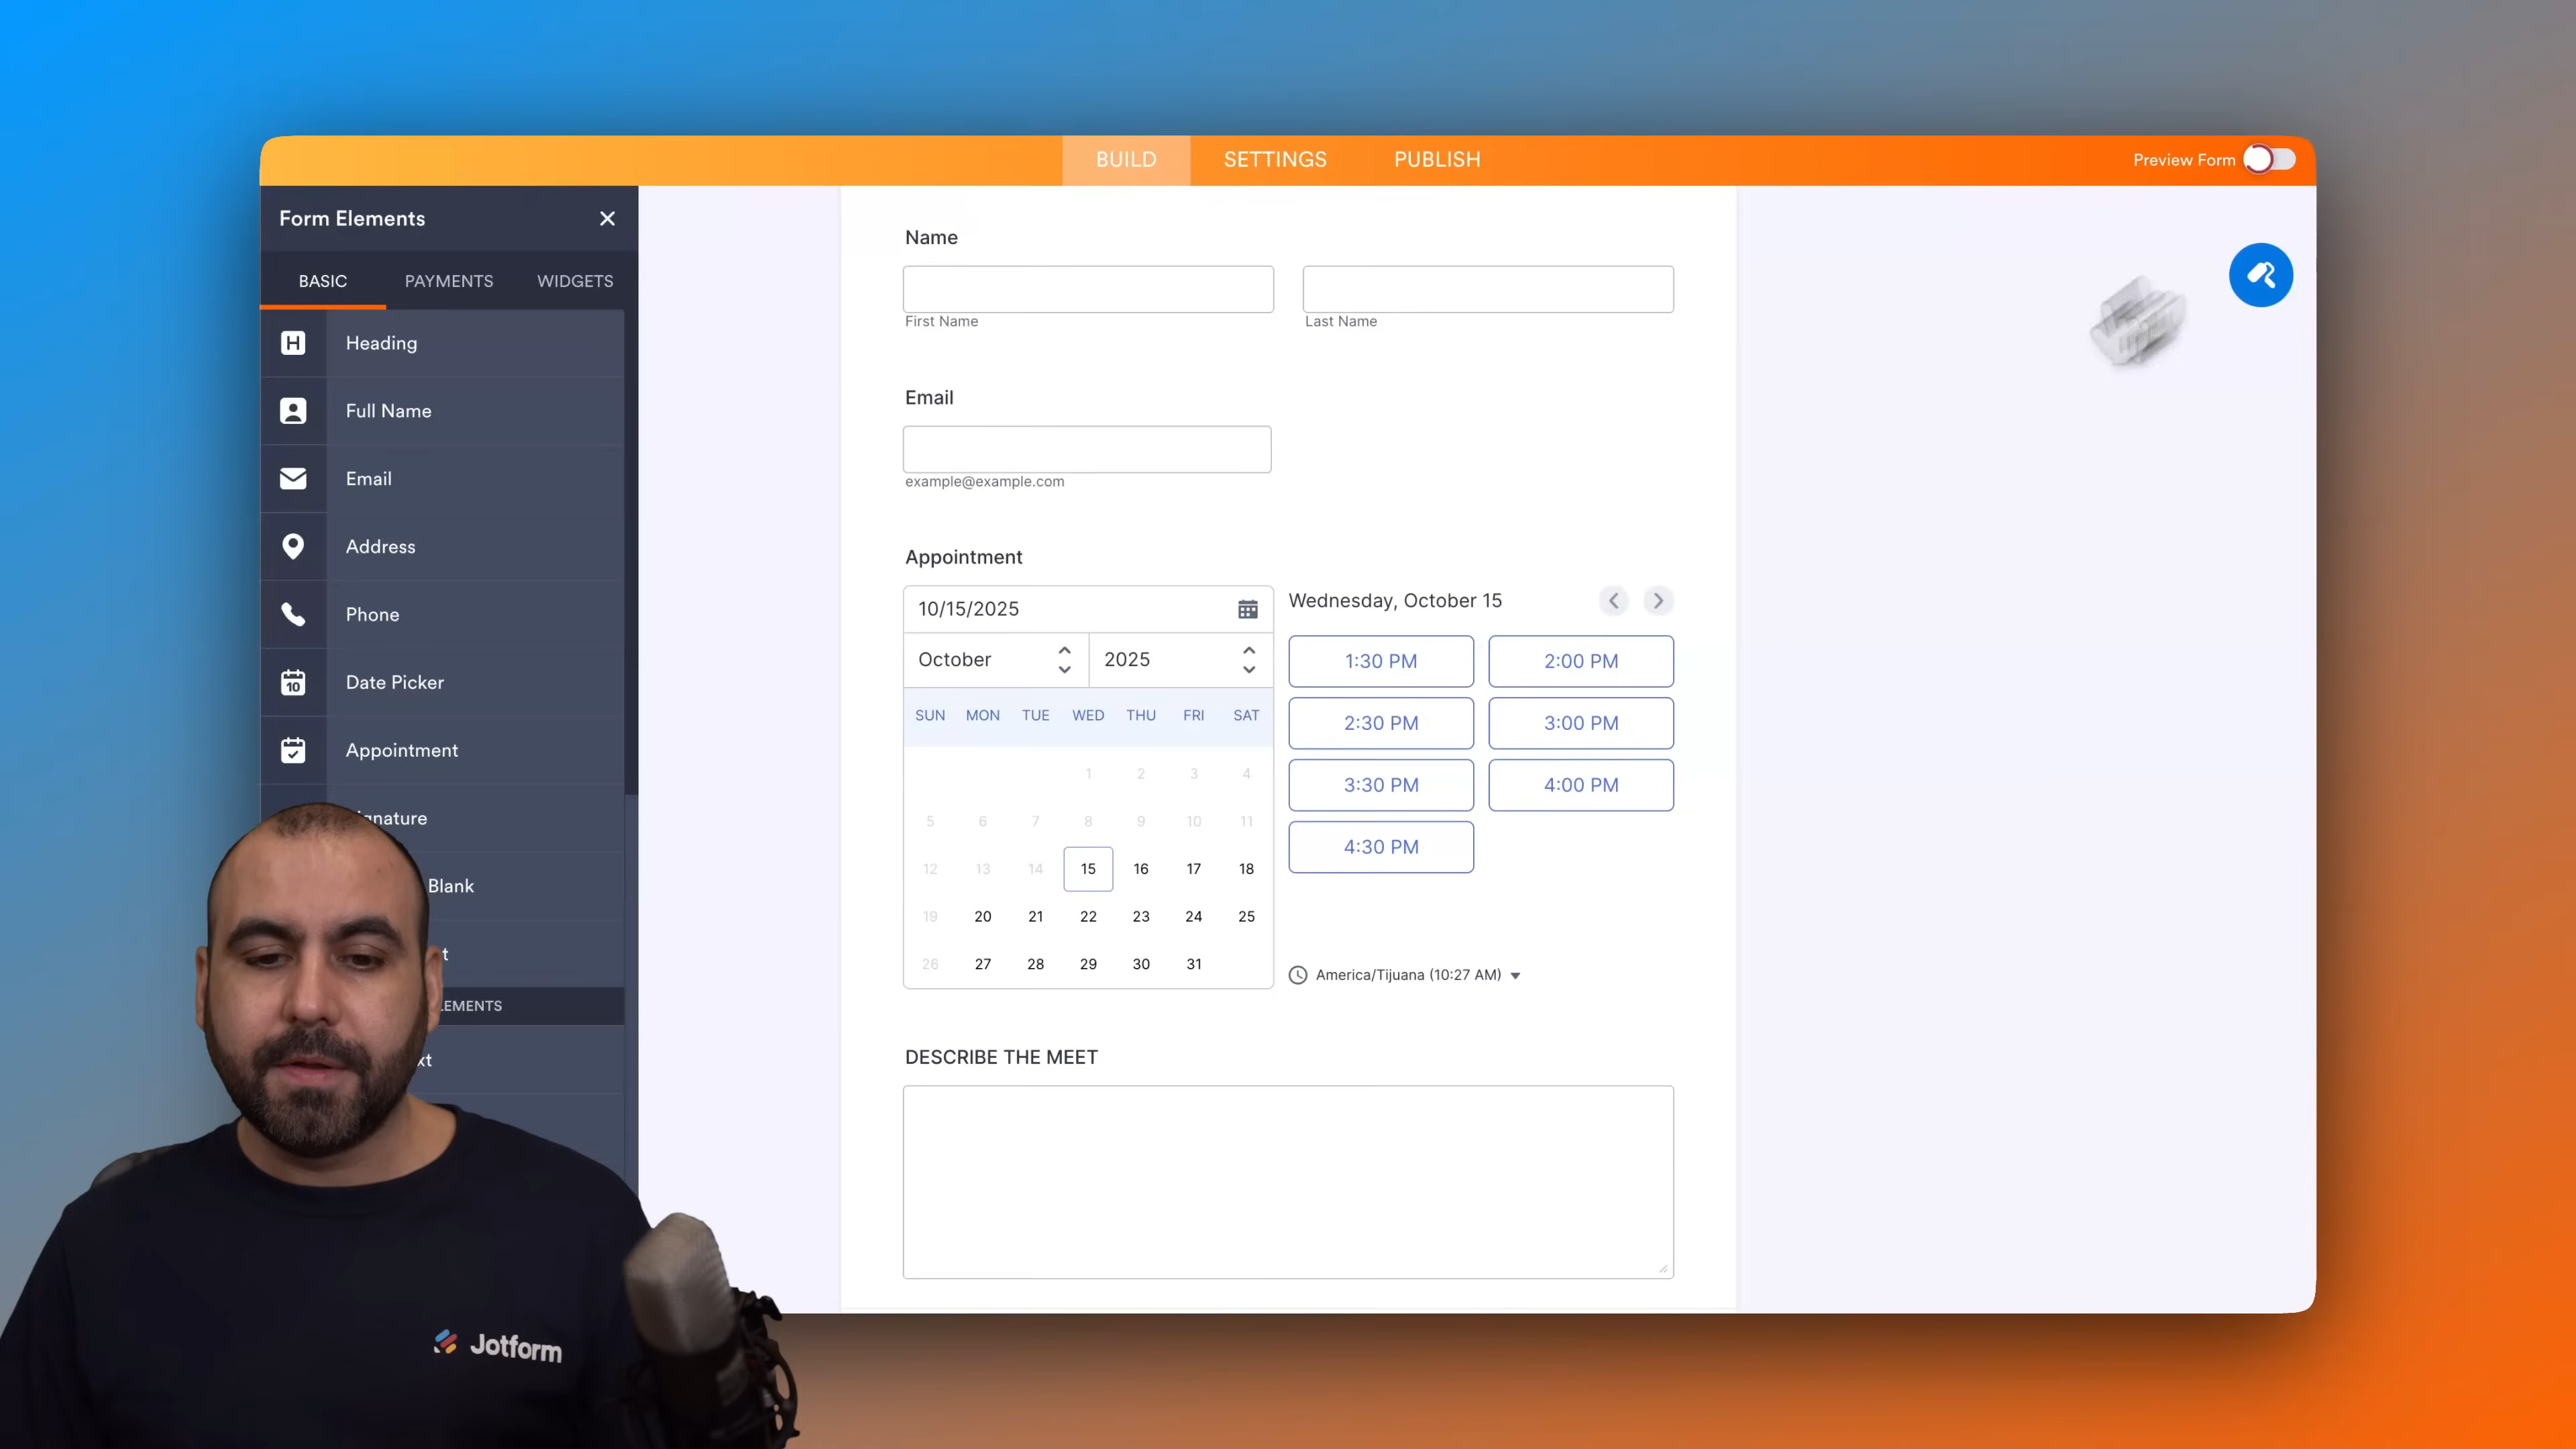 BUILD SETTINGS PUBLISH Preview Form
Form Elements
BASIC PAYMENTS WIDGETS
Heading
Full Name
Email
Address
Phone
Date Picker
10
Appointment
gnature
Blank
t
LEMENTS
xt
Name
First Name Last Name
Email
example@example.com
Appointment
10/15/2025
October 2025
SUN MON TUE WED THU FRI SAT
1 2 3 4
5 6 7 8 9 10 11
12 13 14 15 16 17 18
19 20 21 22 23 24 25
26 27 28 29 30 31
Wednesday, October 15
1:30 PM 2:00 PM
2:30 PM 3:00 PM
3:30 PM 4:00 PM
4:30 PM
America/Tijuana (10:27 AM)
DESCRIBE THE MEET
Jotform